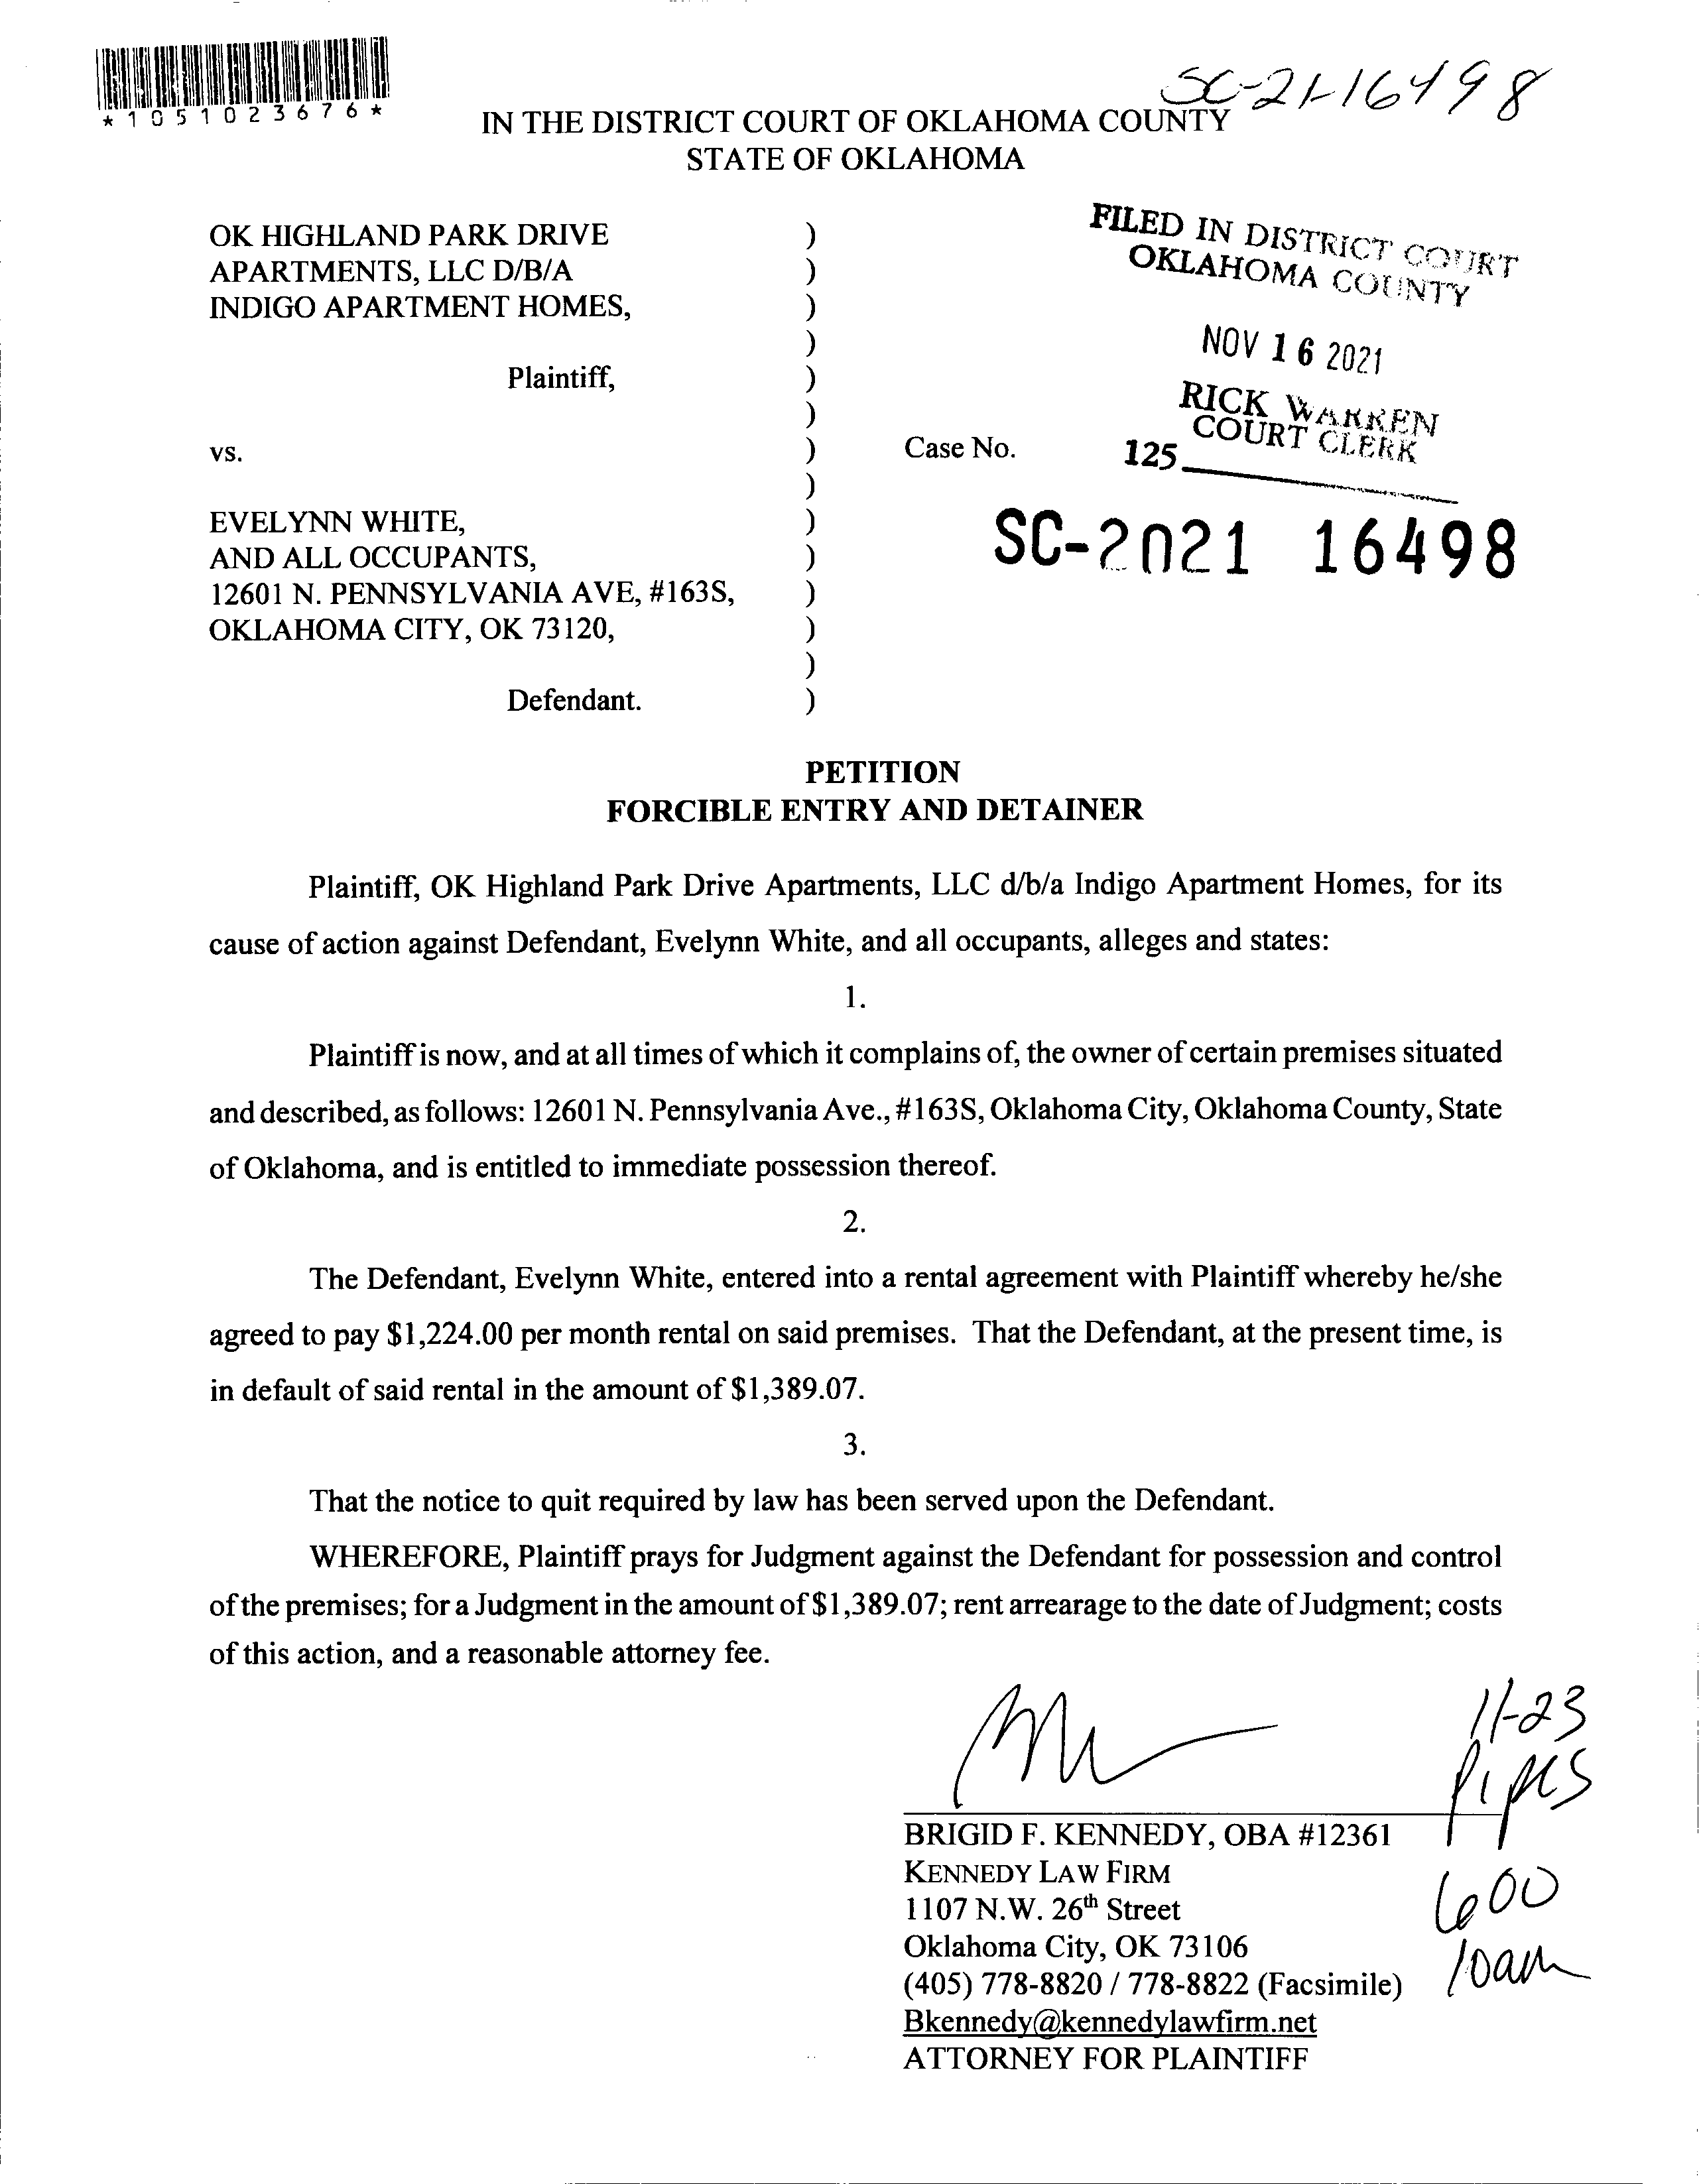 SC-21-16498
*1051023676*
IN THE DISTRICT COURT OF OKLAHOMA COUNTY
STATE OF OKLAHOMA
OK HIGHLAND PARK DRIVE )
APARTMENTS, LLC D/B/A )
INDIGO APARTMENT HOMES, )
)
Plaintiff, )
)
vs. ) Case No.
)
EVELYNN WHITE, )
AND ALL OCCUPANTS, )
12601 N. PENNSYLVANIA AVE, #163S, )
OKLAHOMA CITY, OK 73120, )
)
Defendant. )
FILED IN DISTRICT COURT
OKLAHOMA COUNTY
NOV 16 2021
RICK WARREN
COURT CLERK
125
SC-2021 16498
PETITION
FORCIBLE ENTRY AND DETAINER
Plaintiff, OK Highland Park Drive Apartments, LLC d/b/a Indigo Apartment Homes, for its
cause of action against Defendant, Evelynn White, and all occupants, alleges and states:
1.
Plaintiff is now, and at all times of which it complains of, the owner of certain premises situated
and described, as follows: 12601 N. Pennsylvania Ave., #163S, Oklahoma City, Oklahoma County, State
of Oklahoma, and is entitled to immediate possession thereof.
2.
The Defendant, Evelynn White, entered into a rental agreement with Plaintiff whereby he/she
agreed to pay $1,224.00 per month rental on said premises. That the Defendant, at the present time, is
in default of said rental in the amount of $1,389.07.
3.
That the notice to quit required by law has been served upon the Defendant.
WHEREFORE, Plaintiff prays for Judgment against the Defendant for possession and control
of the premises; for a Judgment in the amount of $1,389.07; rent arrearage to the date of Judgment; costs
of this action, and a reasonable attorney fee.
BRIGID F. KENNEDY, OBA #12361
KENNEDY LAW FIRM
1107 N.W. 26th Street
Oklahoma City, OK 73106
(405) 778-8820 / 778-8822 (Facsimile)
Bkennedy@kennedylawfirm.net
ATTORNEY FOR PLAINTIFF
11-23
Pipes
600
10am